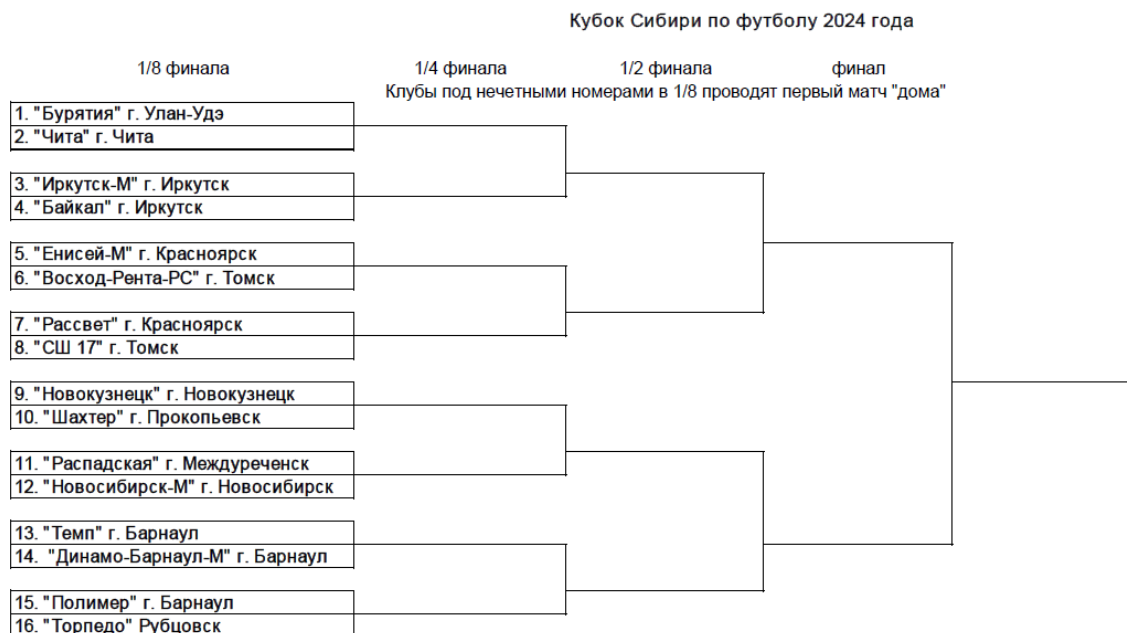 Кубок Сибири по футболу 2024 года
1/8 финала 1/4 финала 1/2 финала финал
Клубы под нечетными номерами в 1/8 проводят первый матч "дома"
1. "Бурятия" г. Улан-Удэ
2. "Чита" г. Чита
3. "Иркутск-М" г. Иркутск
4. "Байкал" г. Иркутск
5. "Енисей-М" г. Красноярск
6. "Восход-Рента-РС" г. Томск
7. "Рассвет" г. Красноярск
8. "СШ 17" г. Томск
9. "Новокузнецк" г. Новокузнецк
10. "Шахтер" г. Прокопьевск
11. "Распадская" г. Междуреченск
12. "Новосибирск-М" г. Новосибирск
13. "Темп" г. Барнаул
14. "Динамо-Барнаул-М" г. Барнаул
15. "Полимер" г. Барнаул
16. "Торпедо" Рубцовск